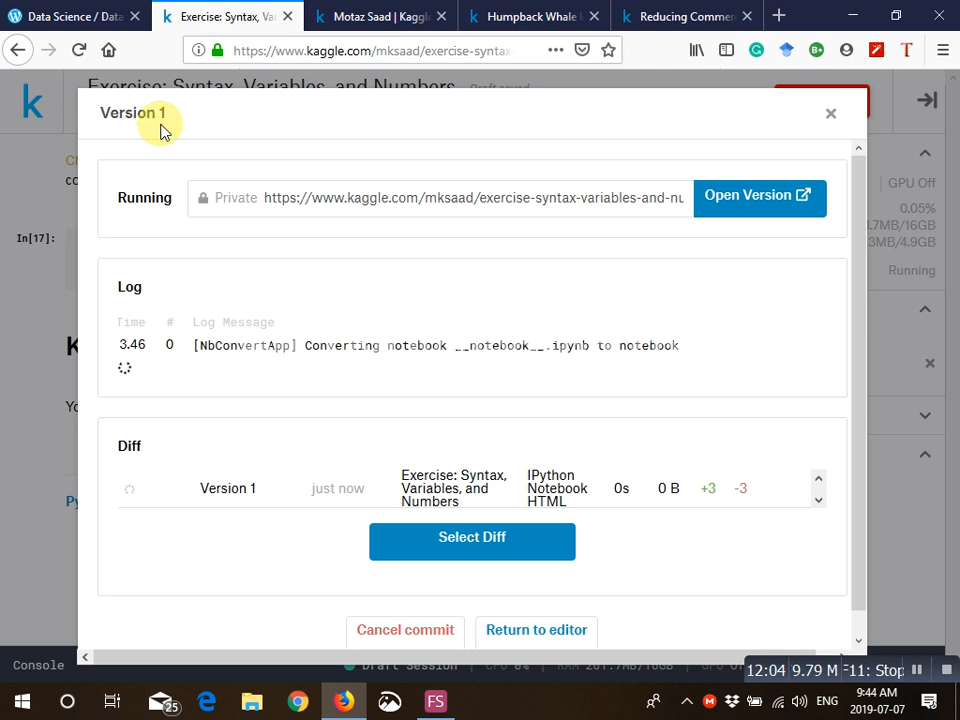 Data Science / Data
Exercise: Syntax, Va
Motaz Saad | Kaggle
Humpback Whale I
Reducing Commerc
https://www.kaggle.com/mksaad/exercise-syntax-
Exercise: Syntax, Variables, and Numbers
Draft saved
Version 1
GPU Off
0.05%
1.7MB/16GB
3MB/4.9GB
Running
In[17]:
Running
Private
https://www.kaggle.com/mksaad/exercise-syntax-variables-and-nu
Open Version
Log
Time # Log Message
3.46 0 [NbConvertApp] Converting notebook __notebook__.ipynb to notebook
Diff
Version 1
just now
Exercise: Syntax,
Variables, and
Numbers
IPython
Notebook
HTML
0s
0 B
+3
-3
Select Diff
Cancel commit
Return to editor
Console
Draft Session
12:04 9.79 M F11: Stop
25
ENG
9:44 AM
2019-07-07